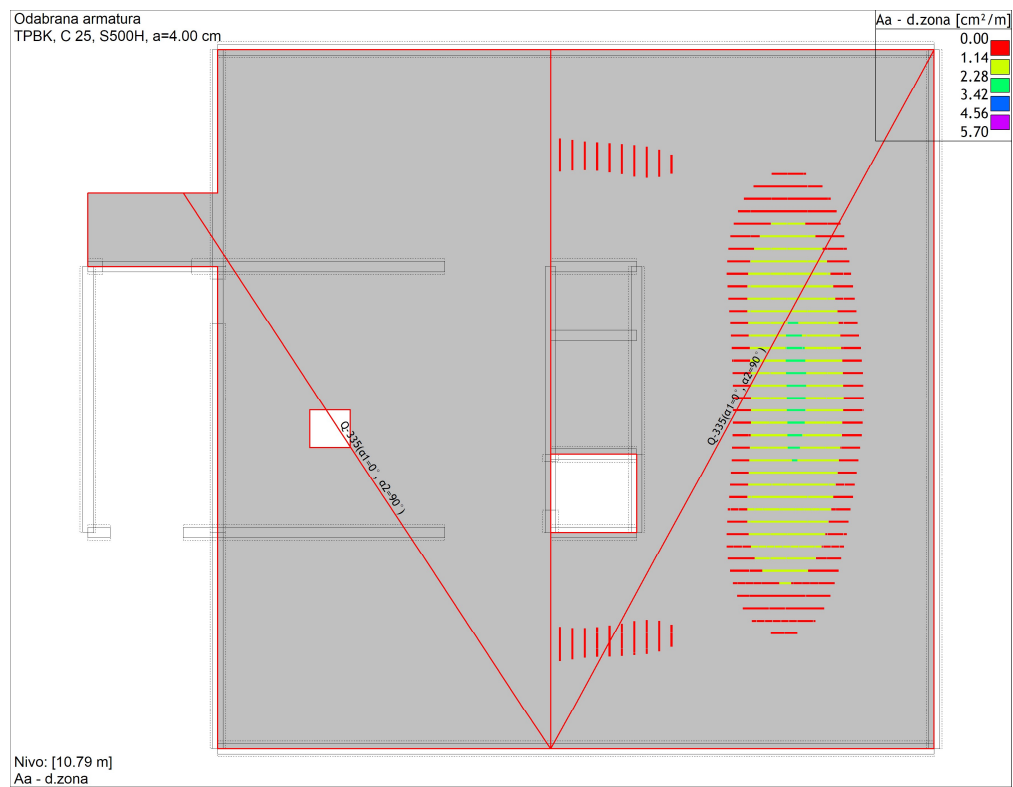 Odabrana armatura
TPBK, C 25, S500H, a=4.00 cm
Aa - d.zona [cm²/m]
0.00
1.14
2.28
3.42
4.56
5.70
Q-335(α1=0°, α2=90°)
Q-335(α1=0°, α2=90°)
Nivo: [10.79 m]
Aa - d.zona